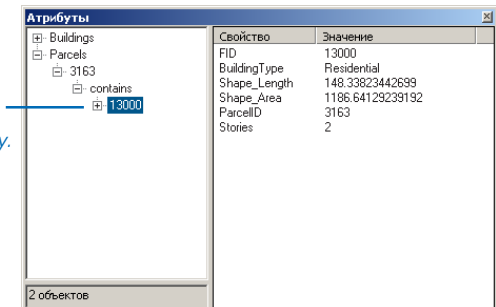 Атрибуты
Buildings
Parcels
3163
contains
13000
у.
2 объектов
Свойство Значение
FID 13000
BuildingType Residential
Shape_Length 148.33823442699
Shape_Area 1186.64129239192
ParcelID 3163
Stories 2